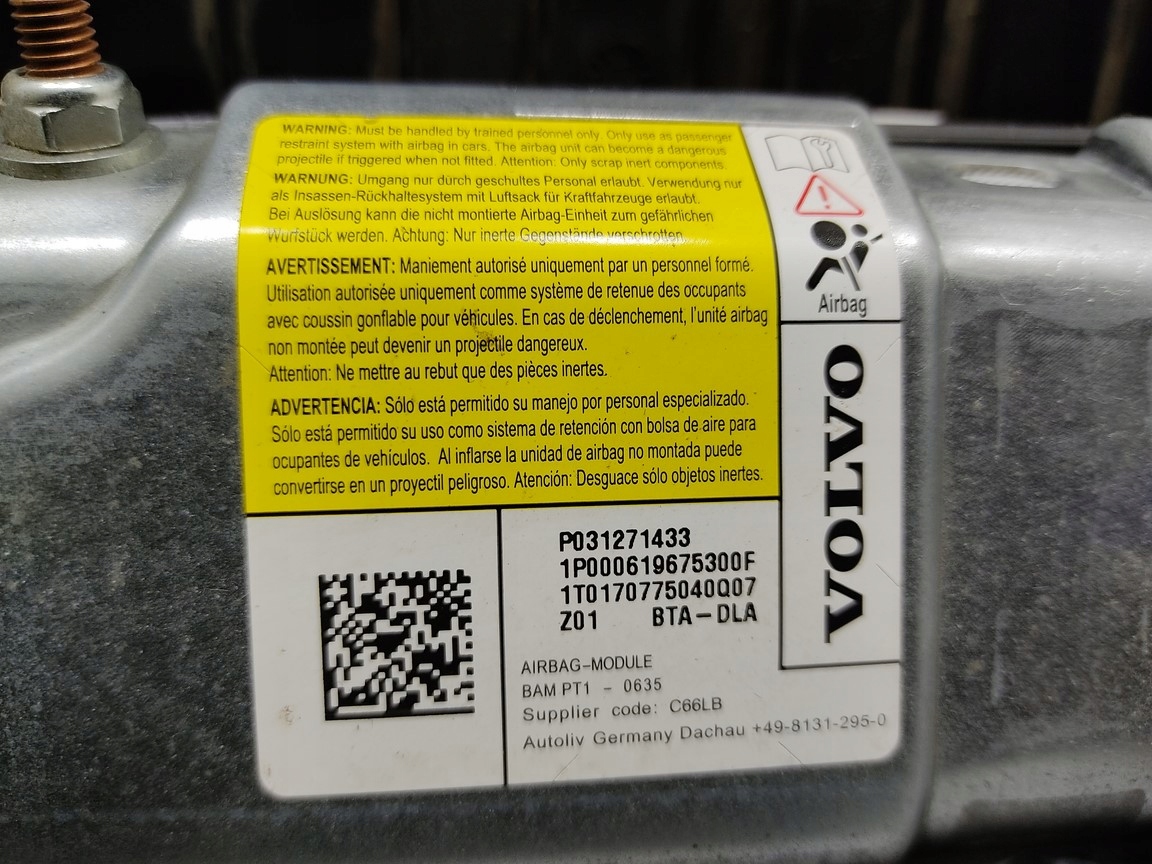 WARNING: Must be handled by trained personnel only. Only use as passenger
restraint system with airbag in cars. The airbag unit can become a dangerous
projectile if triggered when not fitted. Attention: Only scrap inert components.
WARNUNG: Umgang nur durch geschultes Personal erlaubt. Verwendung nur
als Insassen-Rückhaltesystem mit Luftsack für Kraftfahrzeuge erlaubt.
Bei Auslösung kann die nicht montierte Airbag-Einheit zum gefährlichen
Wurfstück werden. Achtung: Nur inerte Gegenstände verschrotten.
AVERTISSEMENT: Maniement autorisé uniquement par un personnel formé.
Utilisation autorisée uniquement comme système de retenue des occupants
avec coussin gonflable pour véhicules. En cas de déclenchement, l'unité airbag
non montée peut devenir un projectile dangereux.
Attention: Ne mettre au rebut que des pièces inertes.
ADVERTENCIA: Sólo está permitido su manejo por personal especializado.
Sólo está permitido su uso como sistema de retención con bolsa de aire para
ocupantes de vehículos. Al inflarse la unidad de airbag no montada puede
convertirse en un proyectil peligroso. Atención: Desguace sólo objetos inertes.
Airbag
VOLVO
P031271433
1P000619675300F
1T0170775040Q07
Z01 BTA-DLA
AIRBAG-MODULE
BAM PT1 - 0635
Supplier code: C66LB
Autoliv Germany Dachau +49-8131-295-0